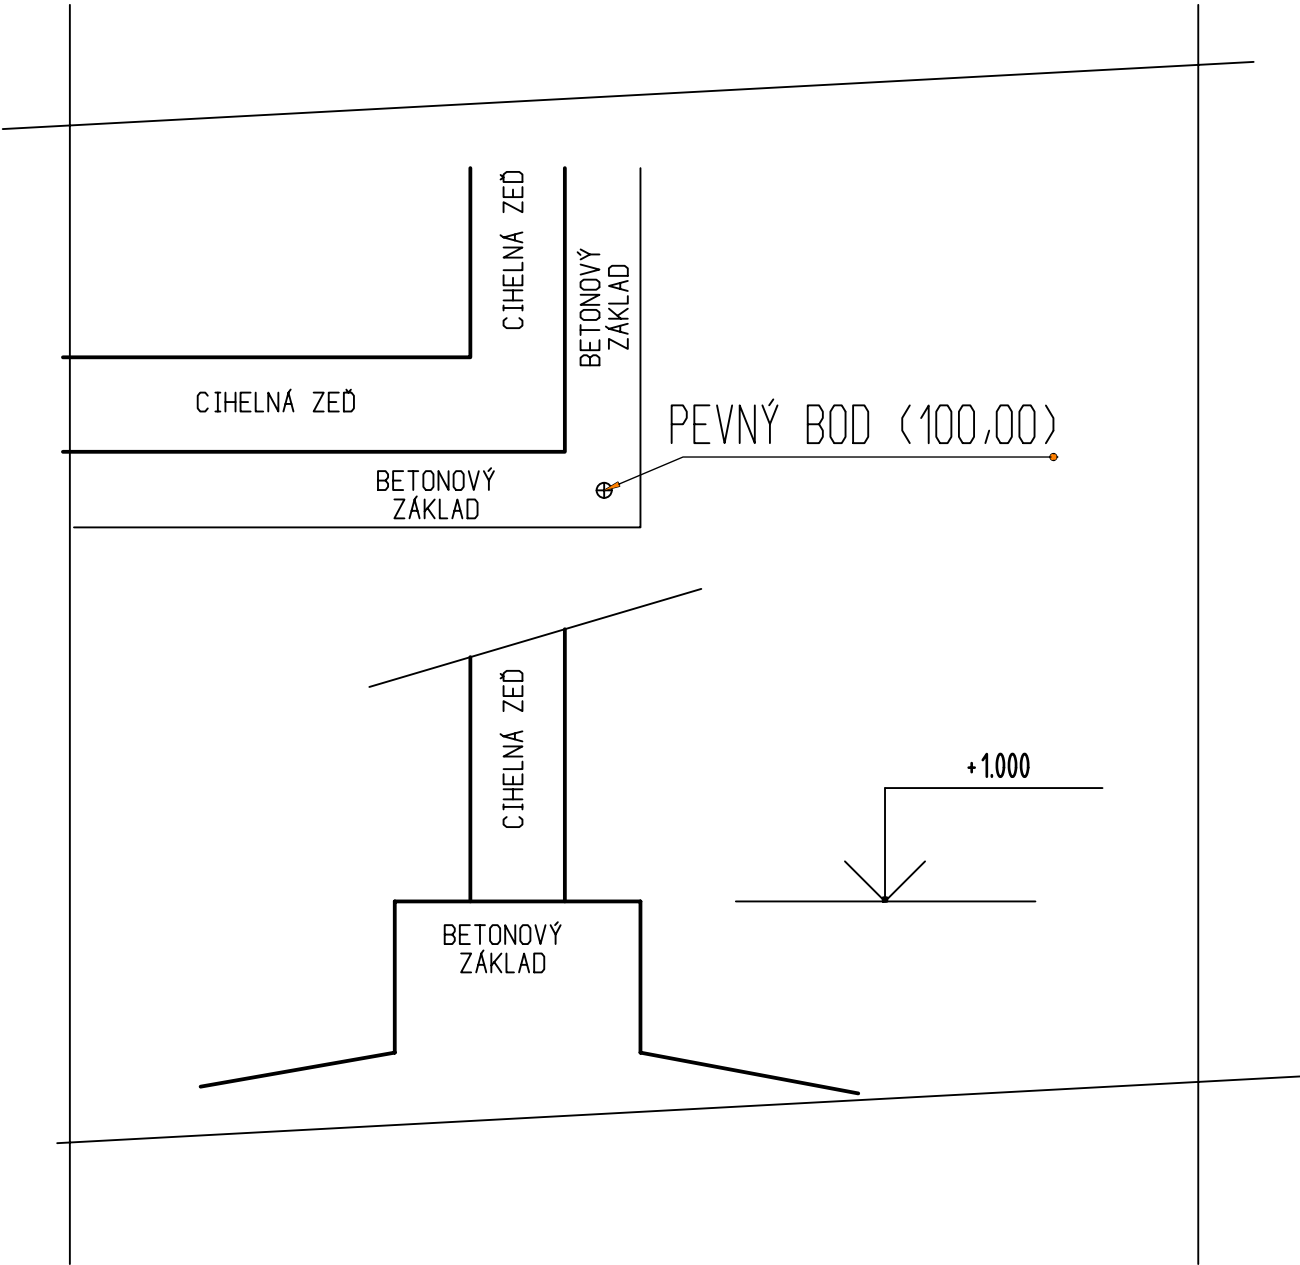 CIHELNÁ ZEĎ
BETONOVÝ
ZÁKLAD
CIHELNÁ ZEĎ
PEVNÝ BOD (100,00)
BETONOVÝ
ZÁKLAD
CIHELNÁ ZEĎ
+1.000
BETONOVÝ
ZÁKLAD